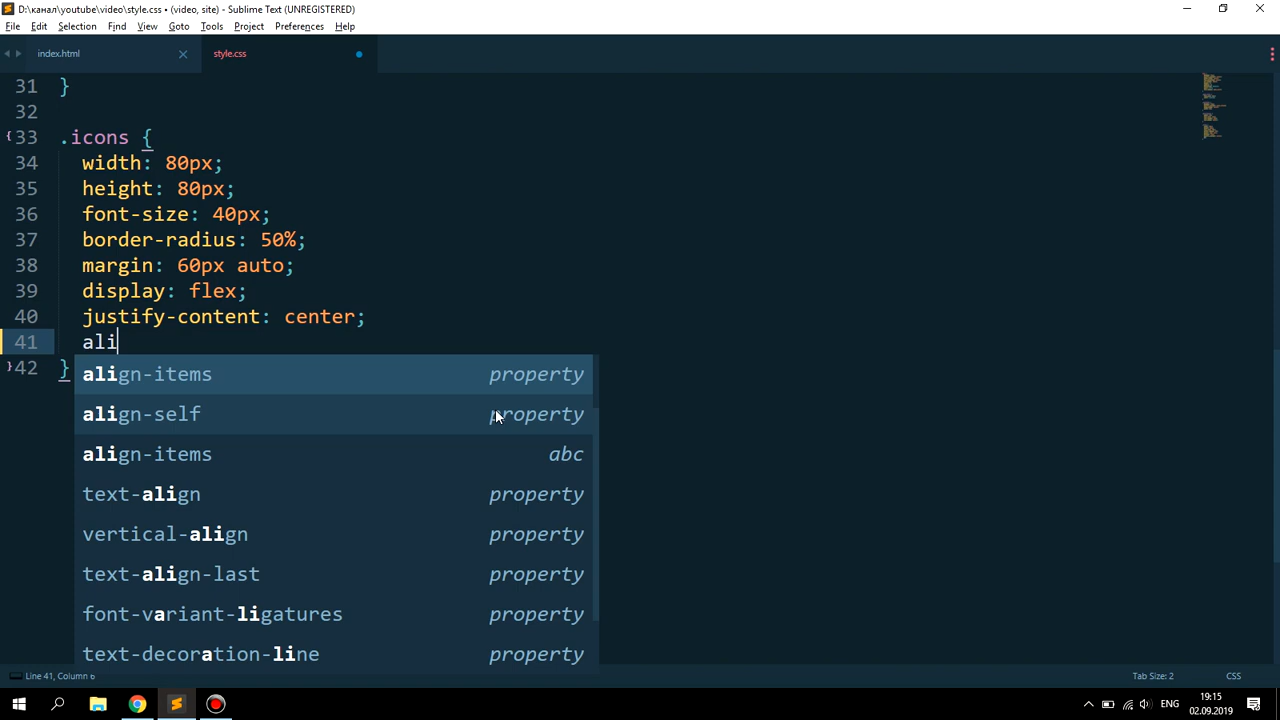 D:\канал\youtube\video\style.css • (video, site) - Sublime Text (UNREGISTERED)
File Edit Selection Find View Goto Tools Project Preferences Help
index.html style.css
31 }
32
33 .icons {
34 width: 80px;
35 height: 80px;
36 font-size: 40px;
37 border-radius: 50%;
38 margin: 60px auto;
39 display: flex;
40 justify-content: center;
41 ali
42 }
align-items property
align-self property
align-items abc
text-align property
vertical-align property
text-align-last property
font-variant-ligatures property
text-decoration-line property
Line 41, Column 6 Tab Size: 2 CSS
ENG 19:15
02.09.2019